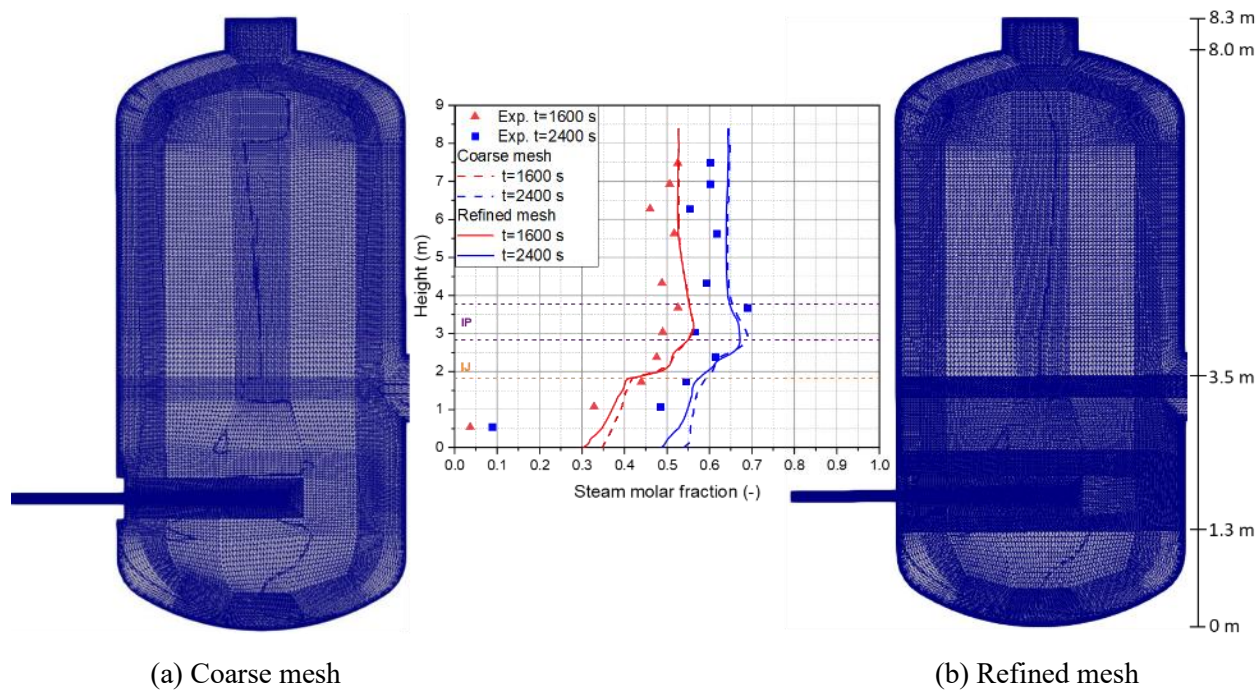 8.3 m
8.0 m
3.5 m
1.3 m
0 m
Exp. t=1600 s
Exp. t=2400 s
Coarse mesh
t=1600 s
t=2400 s
Refined mesh
t=1600 s
t=2400 s
Height (m)
9
8
7
6
5
4
3
2
1
0
IP
IJ
0.0 0.1 0.2 0.3 0.4 0.5 0.6 0.7 0.8 0.9 1.0
Steam molar fraction (-)
(a) Coarse mesh
(b) Refined mesh